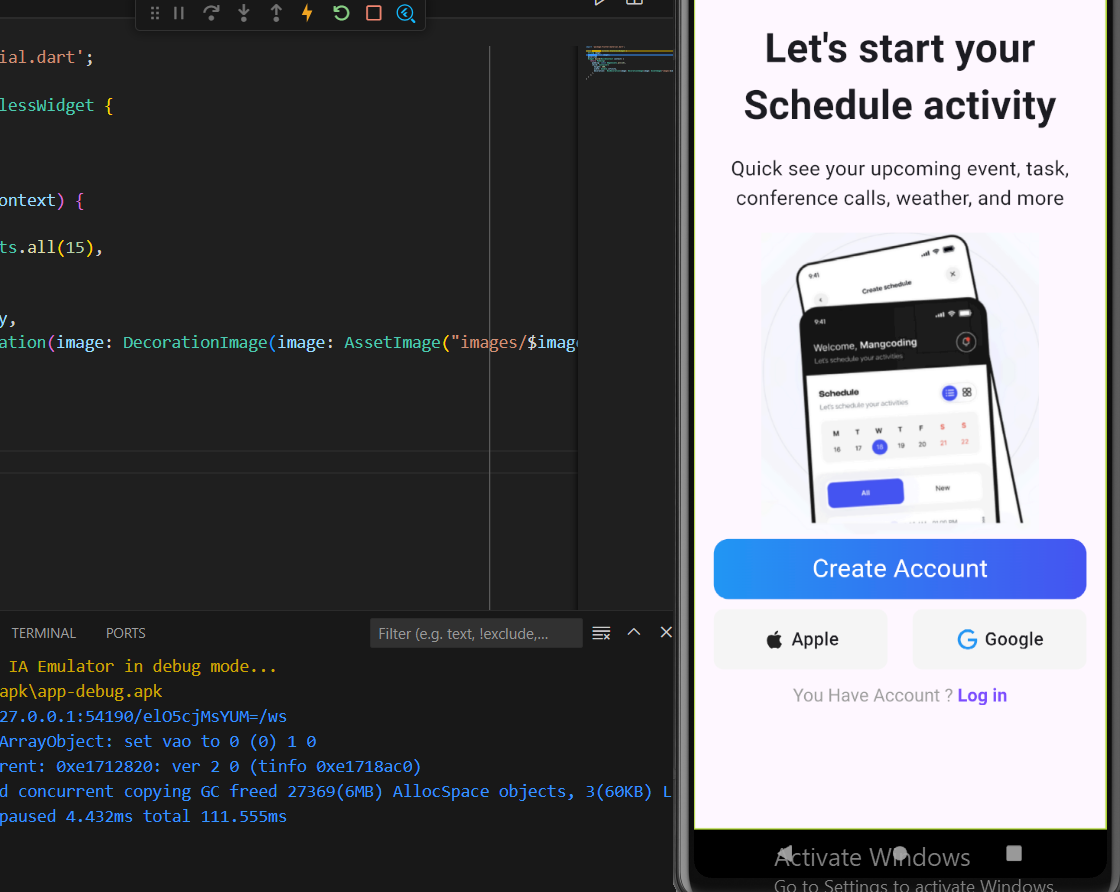 ial.dart';
lessWidget {
ontext) {
ts.all(15),
y,
ation(image: DecorationImage(image: AssetImage("images/$imag
TERMINAL PORTS
Filter (e.g. text, !exclude,...
IA Emulator in debug mode...
apk\app-debug.apk
27.0.0.1:54190/elO5cjMsYUM=/ws
ArrayObject: set vao to 0 (0) 1 0
rent: 0xe1712820: ver 2 0 (tinfo 0xe1718ac0)
d concurrent copying GC freed 27369(6MB) AllocSpace objects, 3(60KB) L
paused 4.432ms total 111.555ms
Let's start your
Schedule activity
Quick see your upcoming event, task,
conference calls, weather, and more
9:41
Create schedule
9:41
Welcome, Mangcoding
Let's schedule your activities
Schedule
Let's schedule your activities
M T W T F S S
16 17 18 19 20 21 22
All New
Create Account
Apple Google
You Have Account ? Log in
Activate Windows
Go to Settings to activate Windows.